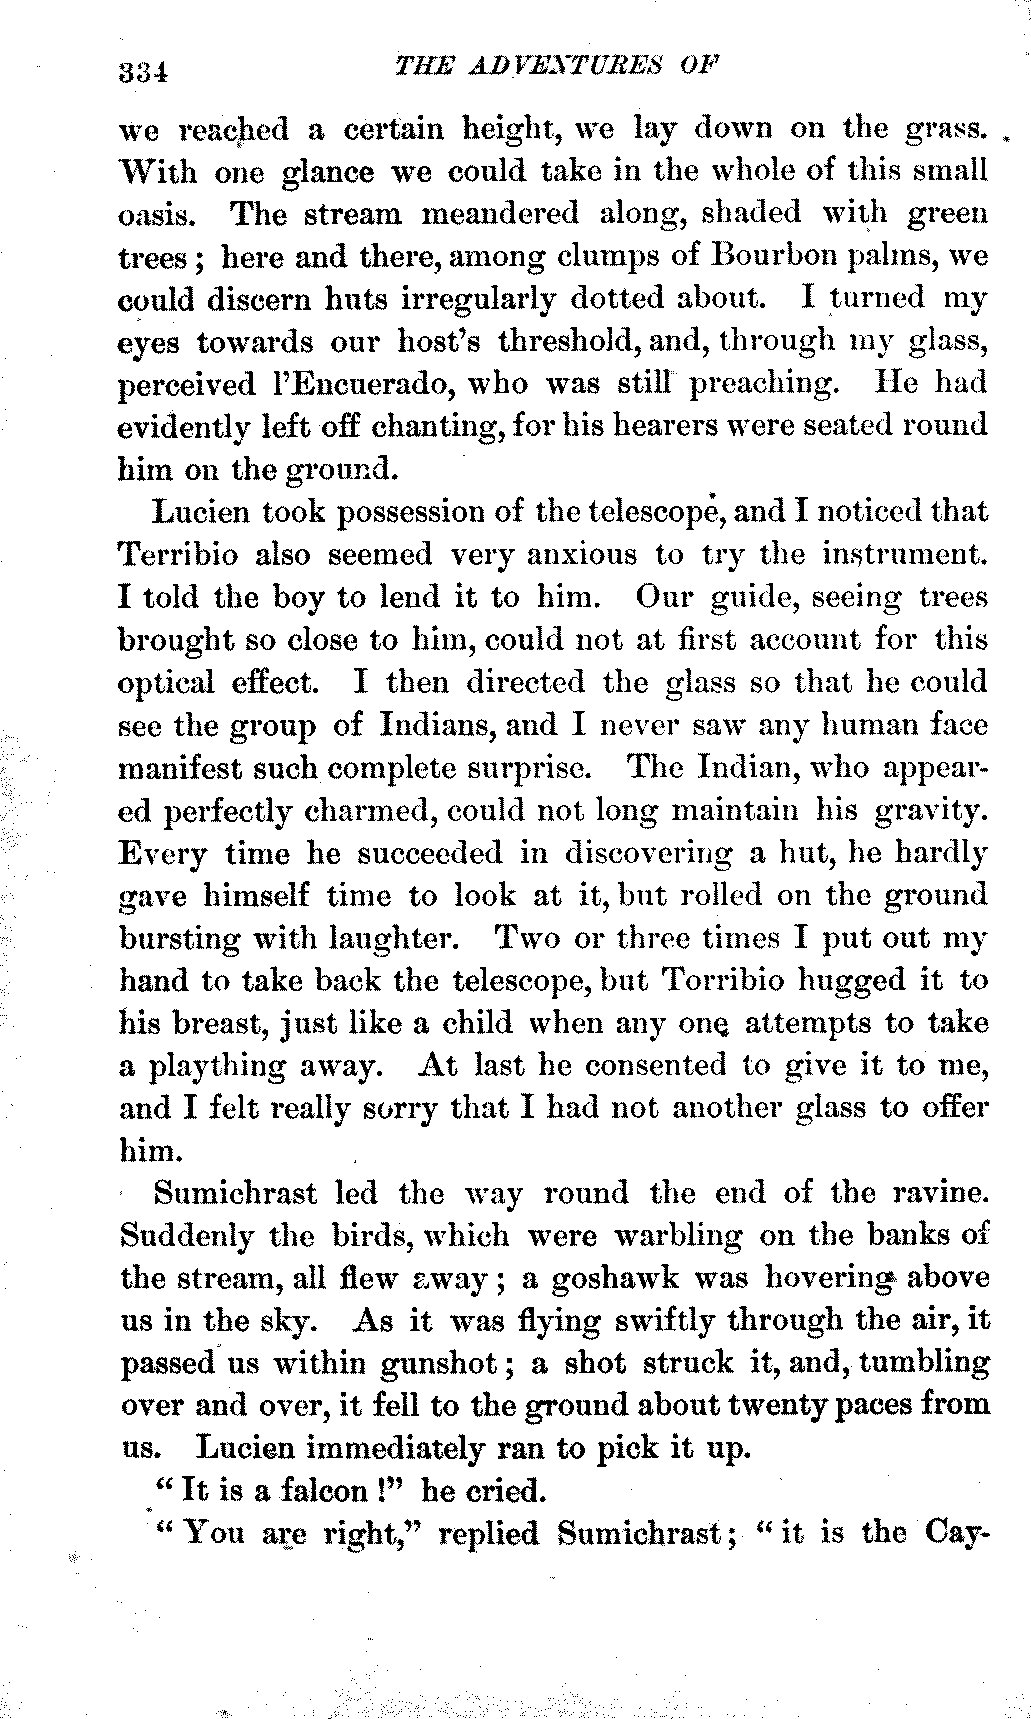 334 THE ADVENTURES OF
we reached a certain height, we lay down on the grass.
With one glance we could take in the whole of this small
oasis. The stream meandered along, shaded with green
trees; here and there, among clumps of Bourbon palms, we
could discern huts irregularly dotted about. I turned my
eyes towards our host's threshold, and, through my glass,
perceived l'Encuerado, who was still preaching. He had
evidently left off chanting, for his hearers were seated round
him on the ground.
Lucien took possession of the telescope, and I noticed that
Terribio also seemed very anxious to try the instrument.
I told the boy to lend it to him. Our guide, seeing trees
brought so close to him, could not at first account for this
optical effect. I then directed the glass so that he could
see the group of Indians, and I never saw any human face
manifest such complete surprise. The Indian, who appear-
ed perfectly charmed, could not long maintain his gravity.
Every time he succeeded in discovering a hut, he hardly
gave himself time to look at it, but rolled on the ground
bursting with laughter. Two or three times I put out my
hand to take back the telescope, but Torribio hugged it to
his breast, just like a child when any one attempts to take
a plaything away. At last he consented to give it to me,
and I felt really sorry that I had not another glass to offer
him.
Sumichrast led the way round the end of the ravine.
Suddenly the birds, which were warbling on the banks of
the stream, all flew away; a goshawk was hovering above
us in the sky. As it was flying swiftly through the air, it
passed us within gunshot; a shot struck it, and, tumbling
over and over, it fell to the ground about twenty paces from
us. Lucien immediately ran to pick it up.
"It is a falcon!" he cried.
"You are right," replied Sumichrast; "it is the Cay-